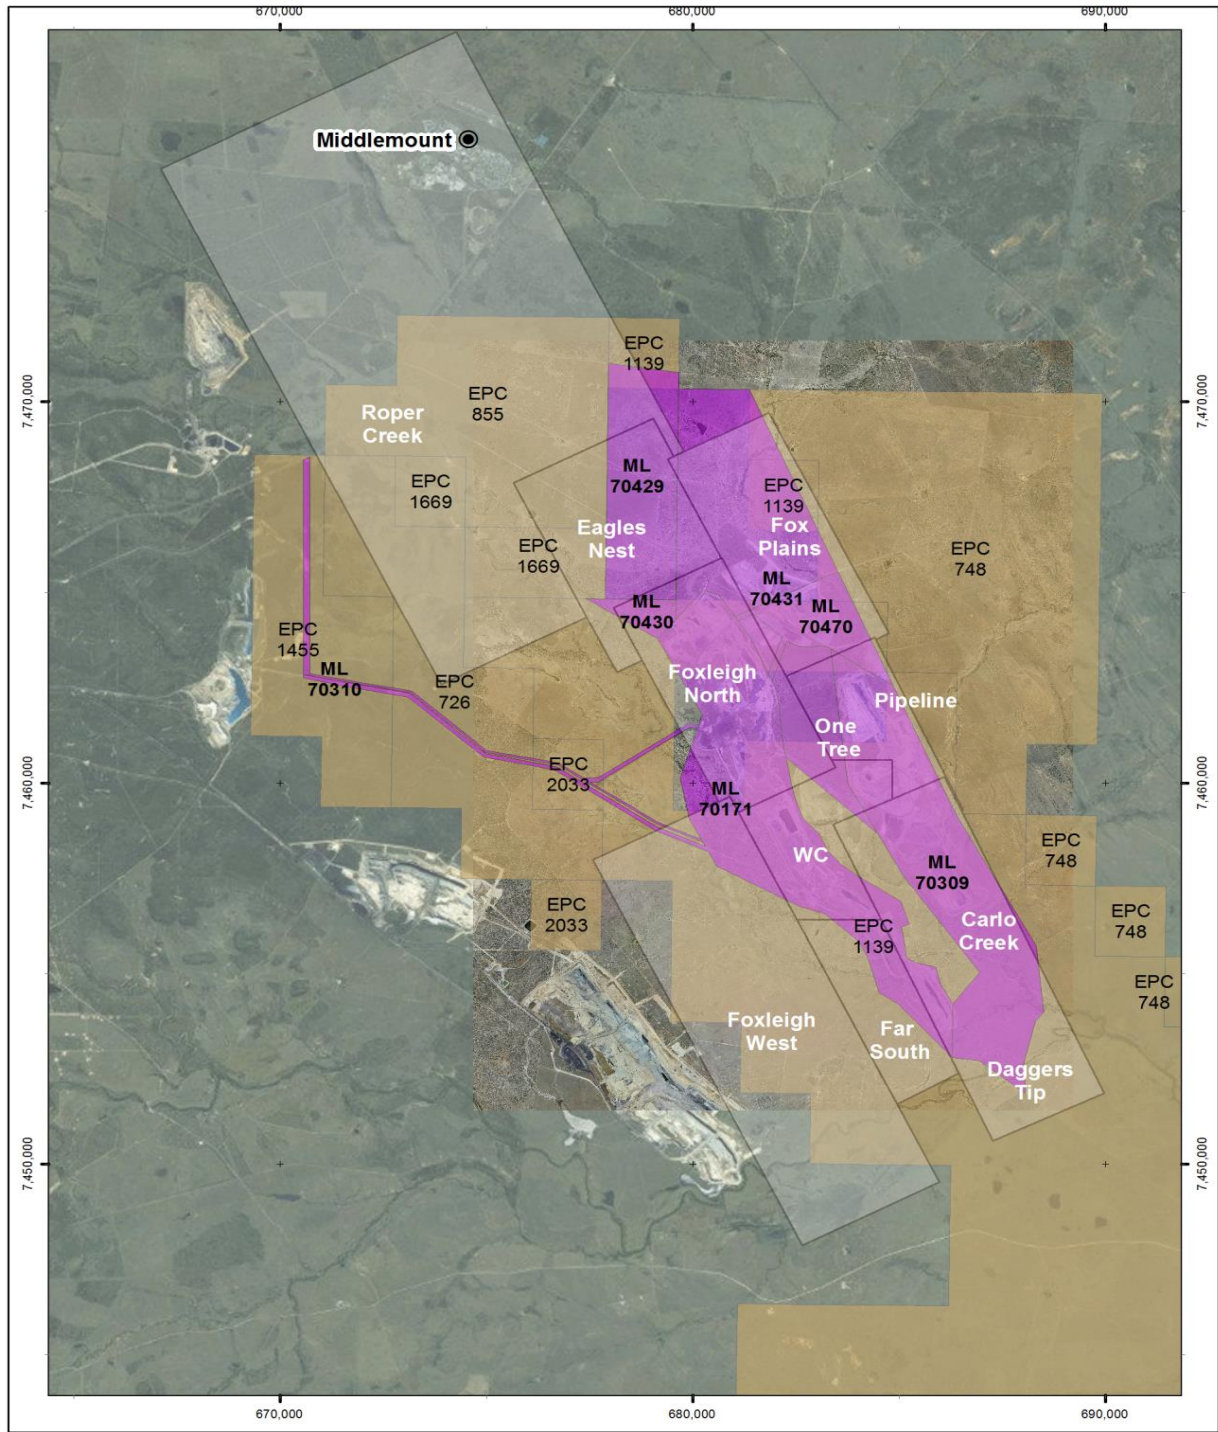 670,000
680,000
690,000
Middlemount
EPC
1139
7,470,000
7,470,000
EPC
855
Roper
Creek
ML
70429
EPC
1669
EPC
1139
Eagles
Nest
Fox
Plains
EPC
1669
EPC
748
ML
70431
ML
70430
ML
70470
EPC
1455
ML
70310
EPC
726
Foxleigh
North
Pipeline
One
Tree
EPC
2033
7,460,000
7,460,000
ML
70171
WC
EPC
748
ML
70309
EPC
2033
EPC
1139
Carlo
Creek
EPC
748
EPC
748
Foxleigh
West
Far
South
Daggers
Tip
7,450,000
7,450,000
670,000
680,000
690,000